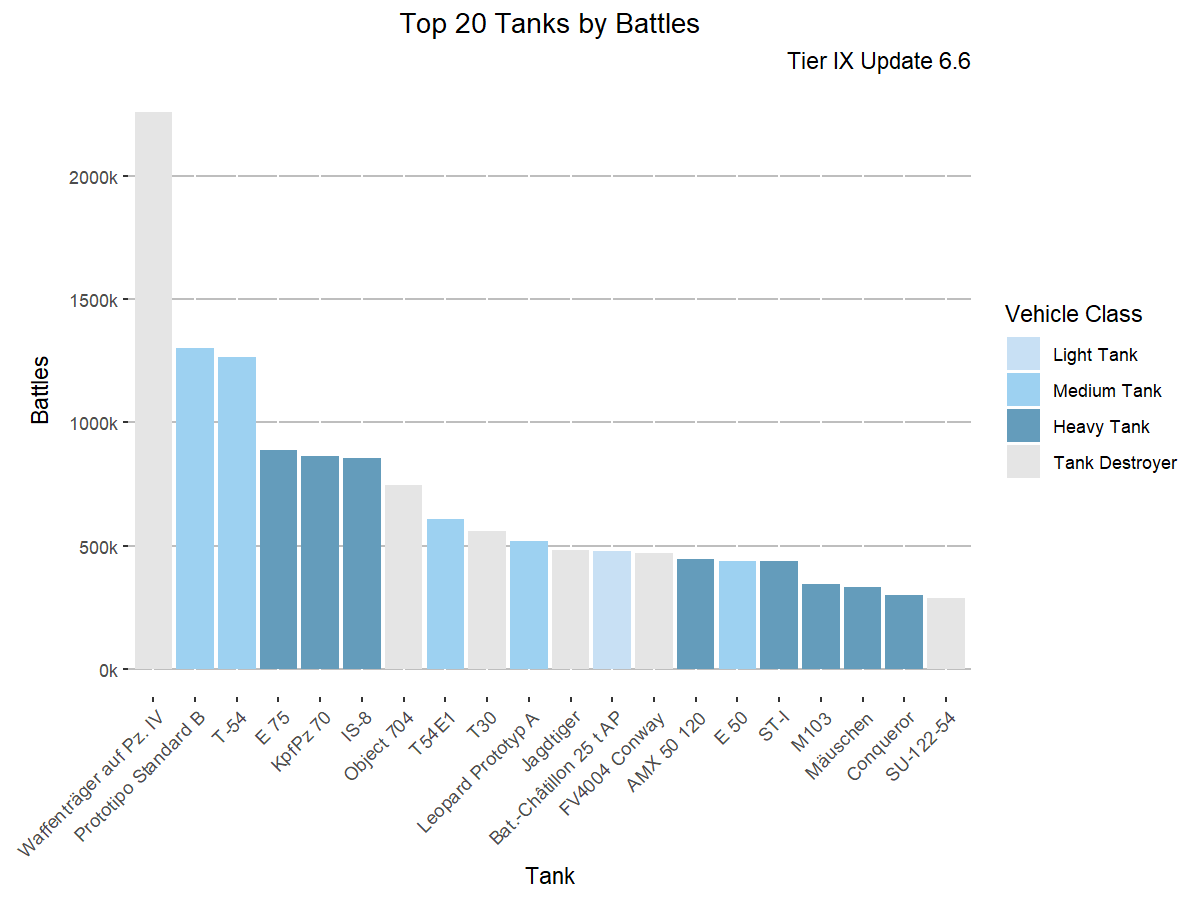 Top 20 Tanks by Battles
Tier IX Update 6.6
Battles
2000k
1500k
1000k
500k
0k
Waffenträger auf Pz. IV
Prototipo Standard B
T-54
E 75
KpfPz 70
IS-8
Object 704
T54E1
T30
Leopard Prototyp A
Jagdtiger
Bat.-Châtillon 25 t AP
FV4004 Conway
AMX 50 120
E 50
ST-I
M103
Mäuschen
Conqueror
SU-122-54
Tank
Vehicle Class
Light Tank
Medium Tank
Heavy Tank
Tank Destroyer